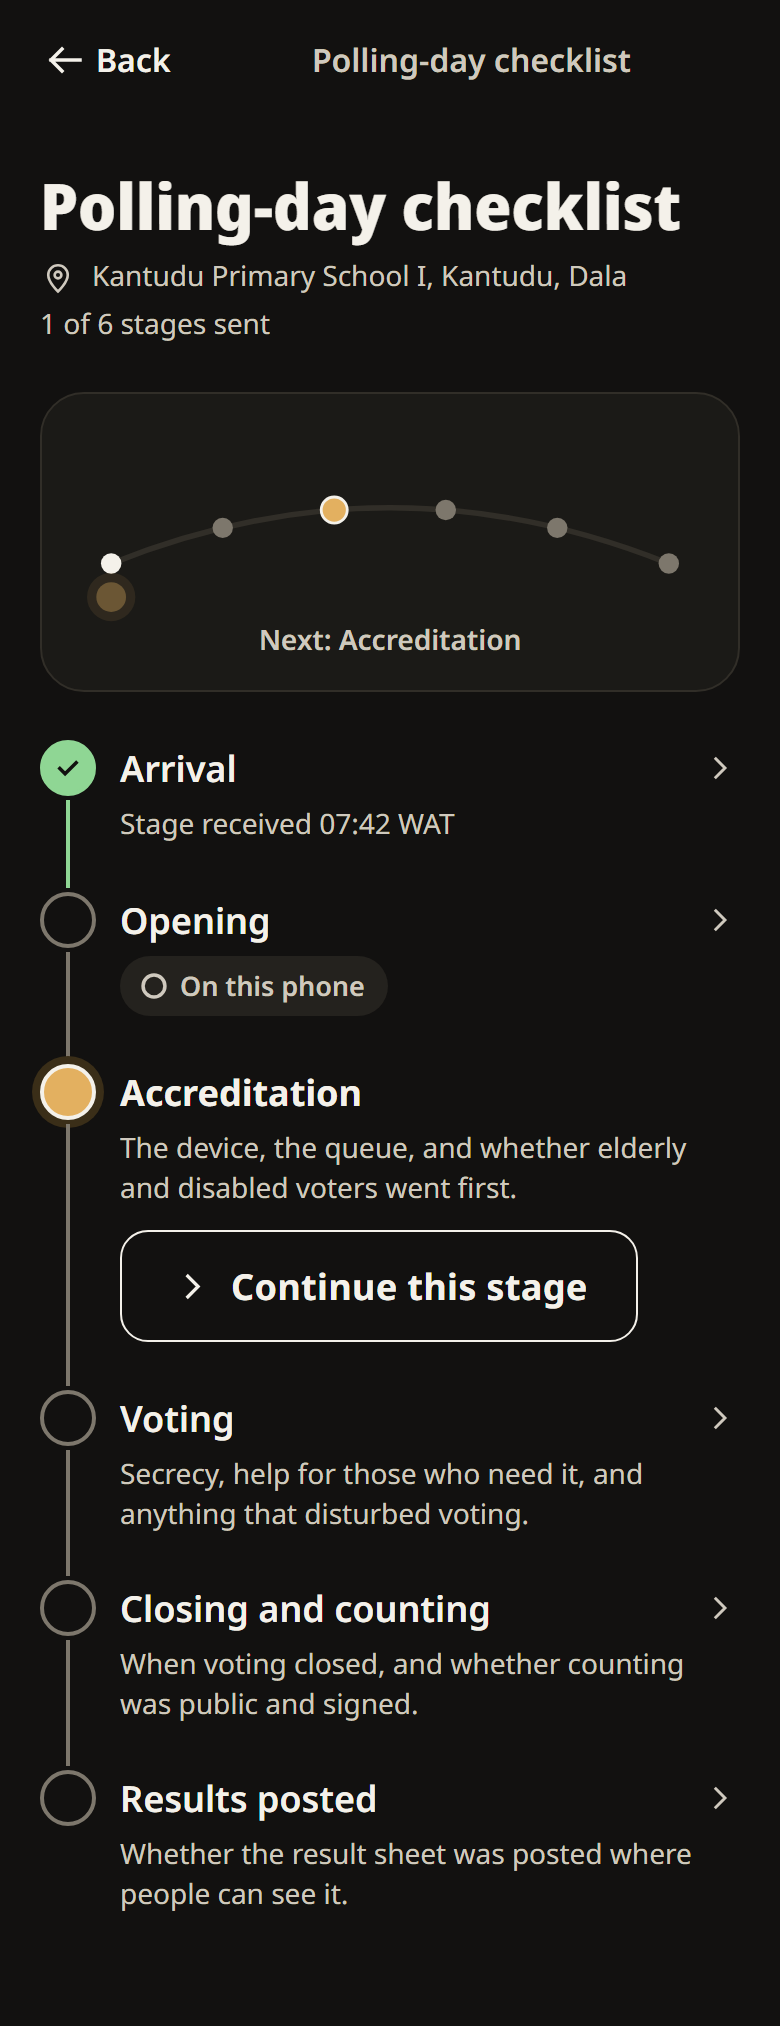 Back
Polling-day checklist
Polling-day checklist
Kantudu Primary School I, Kantudu, Dala
1 of 6 stages sent
Next: Accreditation
Arrival
Stage received 07:42 WAT
Opening
On this phone
Accreditation
The device, the queue, and whether elderly
and disabled voters went first.
Continue this stage
Voting
Secrecy, help for those who need it, and
anything that disturbed voting.
Closing and counting
When voting closed, and whether counting
was public and signed.
Results posted
Whether the result sheet was posted where
people can see it.